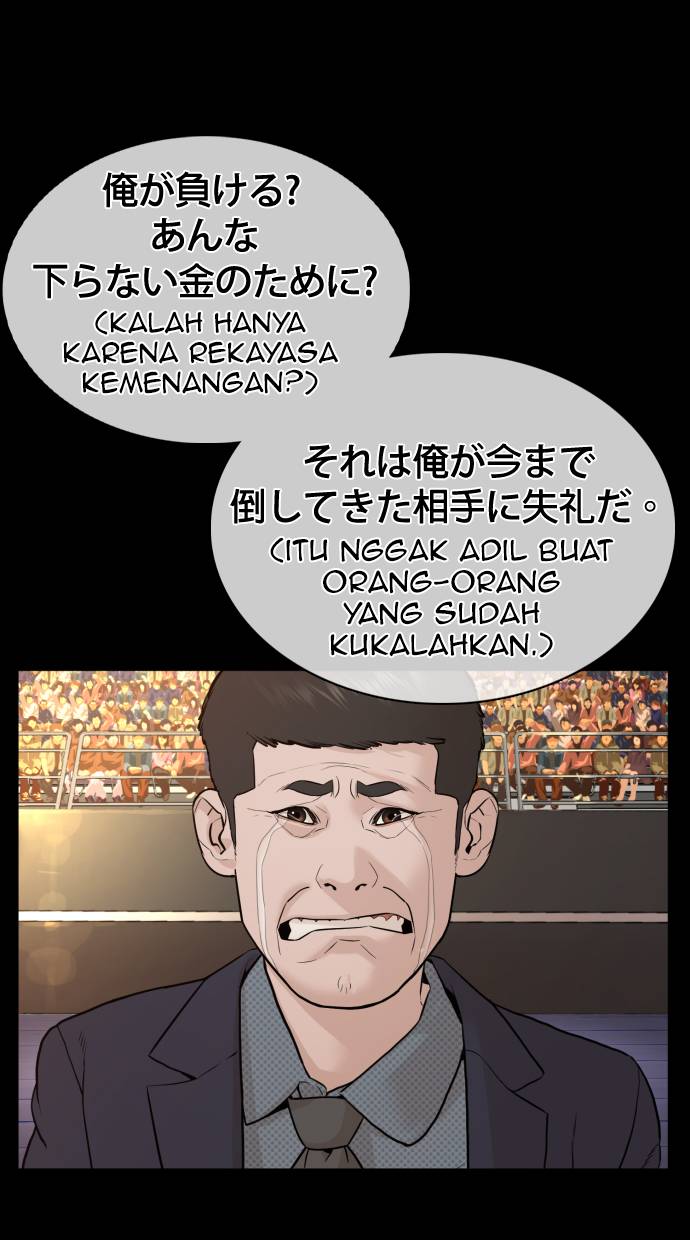 俺が負ける?
あんな
下らない金のために?
(KALAH HANYA
KARENA REKAYASA
KEMENANGAN?)
それは俺が今まで
倒してきた相手に失礼だ。
(ITU NGGAK ADIL BUAT
ORANG-ORANG
YANG SUDAH
KUKALAHKAN.)